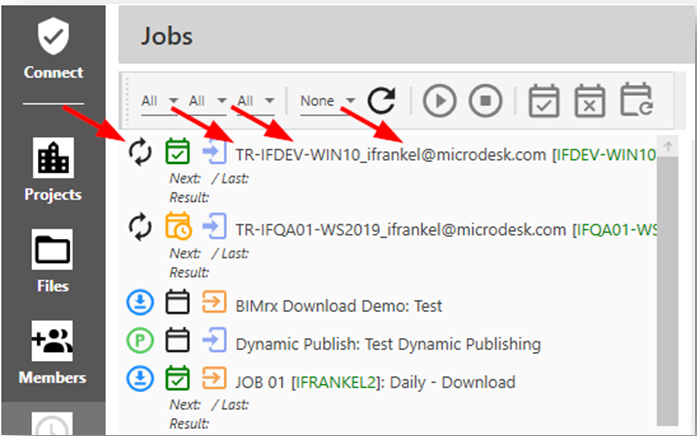 Jobs
Connect
Projects
Files
Members
All All All None
TR-IFDEV-WIN10_ifrankel@microdesk.com [IFDEV-WIN10
Next: / Last:
Result:
TR-IFQA01-WS2019_ifrankel@microdesk.com [IFQA01-WS
Next: / Last:
Result:
BIMrx Download Demo: Test
P Dynamic Publish: Test Dynamic Publishing
JOB 01 [IFRANKEL2]: Daily - Download
Next: / Last:
Result: